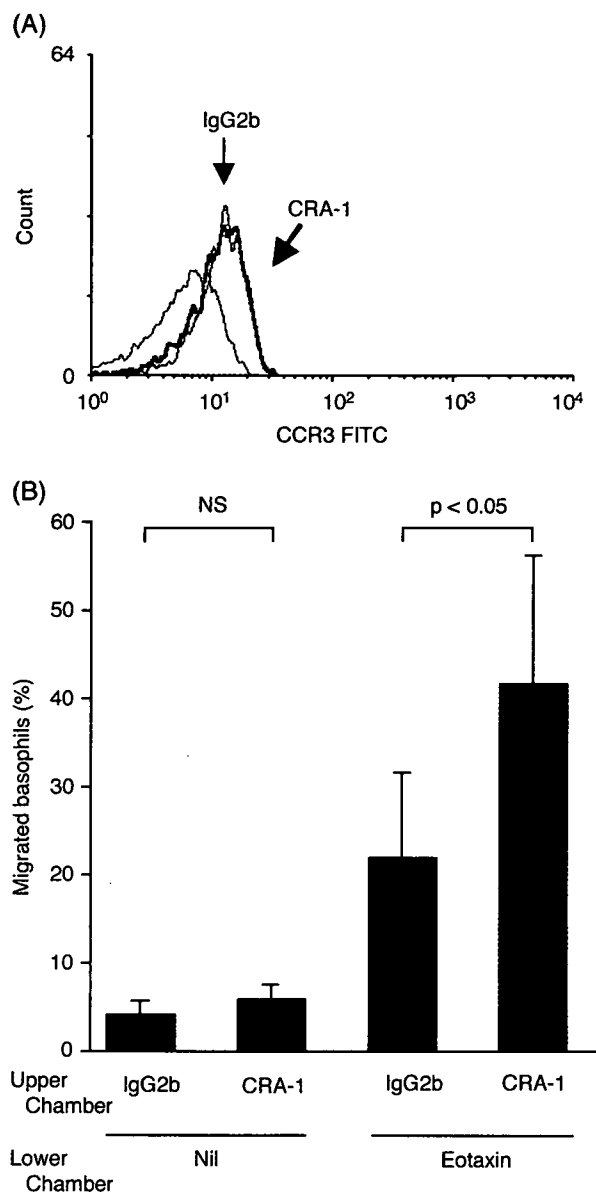 (A)
64
IgG2b
CRA-1
Count
0
10⁰ 10¹ 10² 10³ 10⁴
CCR3 FITC
(B)
NS p < 0.05
60
50
40
30
20
10
0
Migrated basophils (%)
Upper Chamber IgG2b CRA-1 IgG2b CRA-1
Lower Chamber Nil Eotaxin